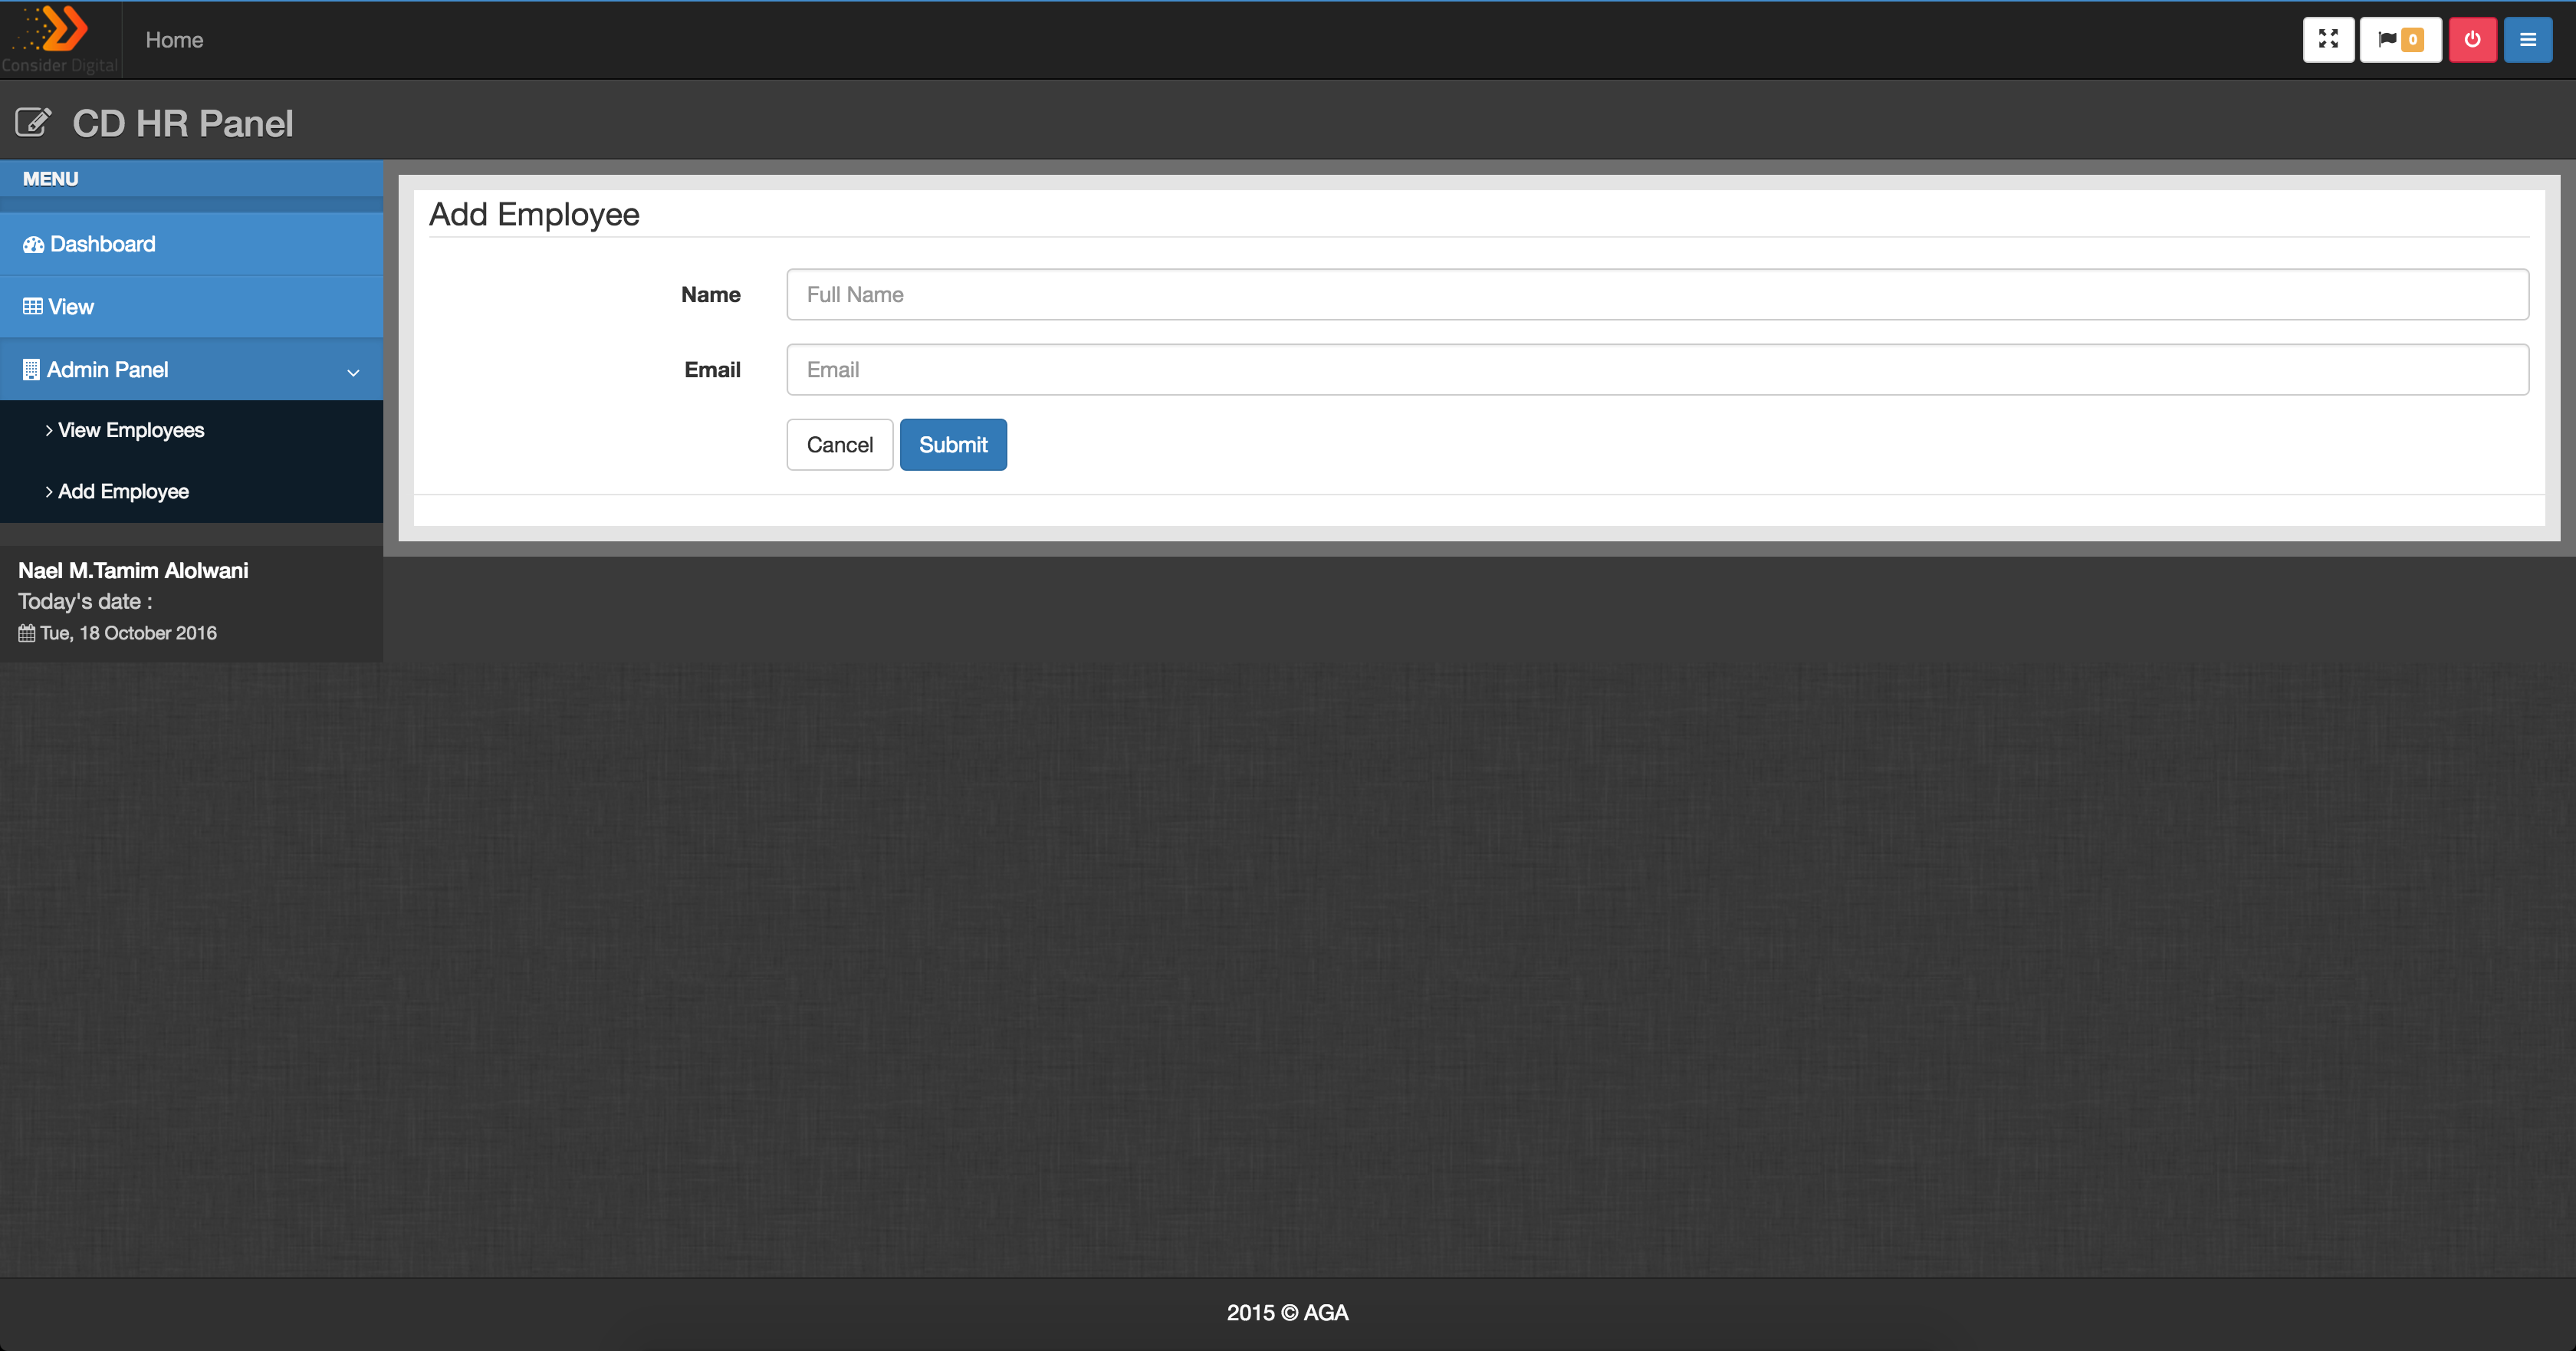 Consider Digital
Home
0
CD HR Panel
MENU
Dashboard
View
Admin Panel
View Employees
Add Employee
Nael M.Tamim Alolwani
Today's date :
Tue, 18 October 2016
Add Employee
Name
Full Name
Email
Email
Cancel
Submit
2015 © AGA